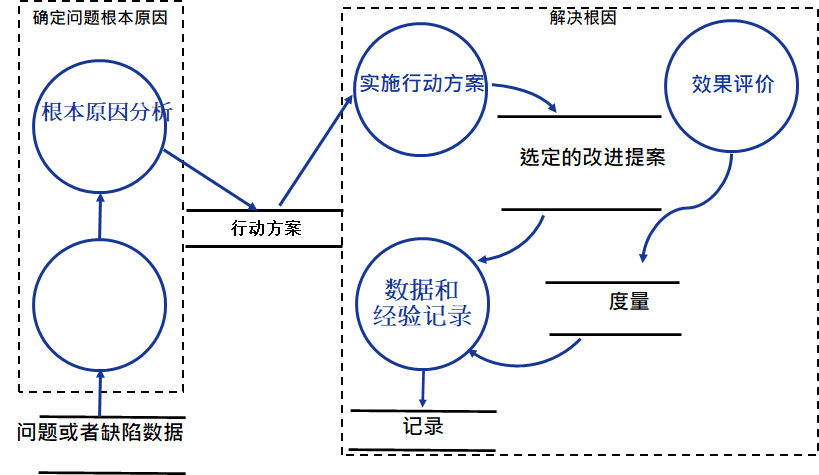 确定问题根本原因
解决根因
根本原因分析
实施行动方案
效果评价
选定的改进提案
行动方案
数据和
经验记录
度量
记录
问题或者缺陷数据